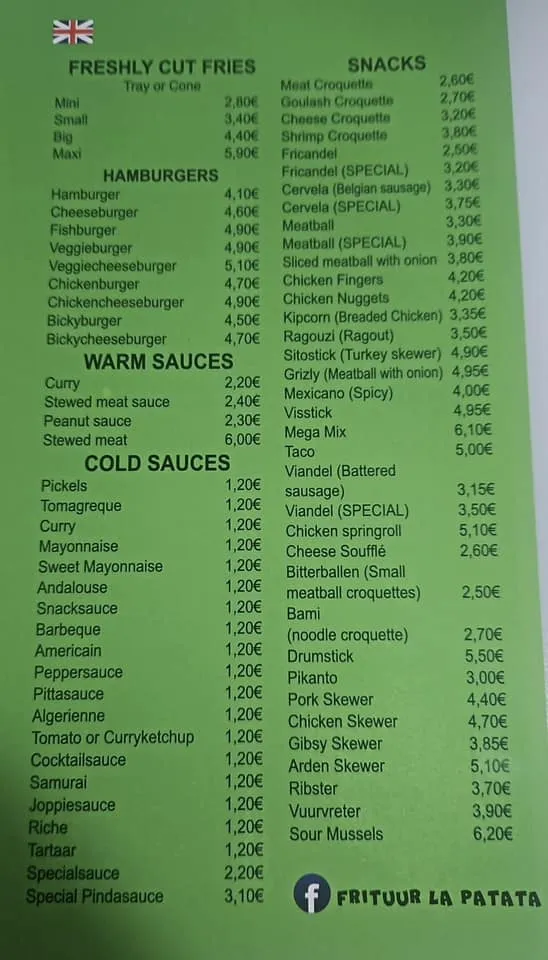 FRESHLY CUT FRIES
Tray or Cone
Mini 2,80€
Small 3,40€
Big 4,40€
Maxi 5,90€
HAMBURGERS
Hamburger 4,10€
Cheeseburger 4,60€
Fishburger 4,90€
Veggieburger 4,90€
Veggiecheeseburger 5,10€
Chickenburger 4,70€
Chickencheeseburger 4,90€
Bickyburger 4,50€
Bickycheeseburger 4,70€
WARM SAUCES
Curry 2,20€
Stewed meat sauce 2,40€
Peanut sauce 2,30€
Stewed meat 6,00€
COLD SAUCES
Pickels 1,20€
Tomagreque 1,20€
Curry 1,20€
Mayonnaise 1,20€
Sweet Mayonnaise 1,20€
Andalouse 1,20€
Snacksauce 1,20€
Barbeque 1,20€
Americain 1,20€
Peppersauce 1,20€
Pittasauce 1,20€
Algerienne 1,20€
Tomato or Curryketchup 1,20€
Cocktailsauce 1,20€
Samurai 1,20€
Joppiesauce 1,20€
Riche 1,20€
Tartaar 1,20€
Specialsauce 2,20€
Special Pindasauce 3,10€
SNACKS
Meat Croquette 2,60€
Goulash Croquette 2,70€
Cheese Croquette 3,20€
Shrimp Croquette 3,80€
Fricandel 2,50€
Fricandel (SPECIAL) 3,20€
Cervela (Belgian sausage) 3,30€
Cervela (SPECIAL) 3,75€
Meatball 3,30€
Meatball (SPECIAL) 3,90€
Sliced meatball with onion 3,80€
Chicken Fingers 4,20€
Chicken Nuggets 4,20€
Kipcorn (Breaded Chicken) 3,35€
Ragouzi (Ragout) 3,50€
Sitostick (Turkey skewer) 4,90€
Grizly (Meatball with onion) 4,95€
Mexicano (Spicy) 4,00€
Visstick 4,95€
Mega Mix 6,10€
Taco 5,00€
Viandel (Battered
sausage) 3,15€
Viandel (SPECIAL) 3,50€
Chicken springroll 5,10€
Cheese Soufflé 2,60€
Bitterballen (Small
meatball croquettes) 2,50€
Bami
(noodle croquette) 2,70€
Drumstick 5,50€
Pikanto 3,00€
Pork Skewer 4,40€
Chicken Skewer 4,70€
Gibsy Skewer 3,85€
Arden Skewer 5,10€
Ribster 3,70€
Vuurvreter 3,90€
Sour Mussels 6,20€
f FRITUUR LA PATATA